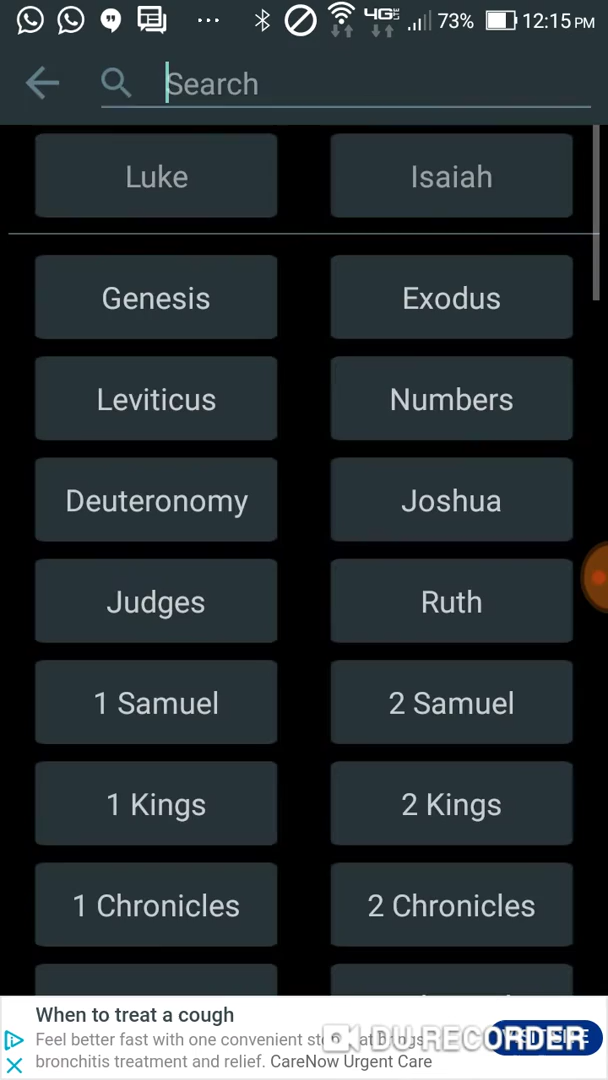 4G 73% 12:15 PM
Search
Luke Isaiah
Genesis Exodus
Leviticus Numbers
Deuteronomy Joshua
Judges Ruth
1 Samuel 2 Samuel
1 Kings 2 Kings
1 Chronicles 2 Chronicles
When to treat a cough
Feel better fast with one convenient
bronchitis treatment and relief. CareNow Urgent Care
DU RECORDER